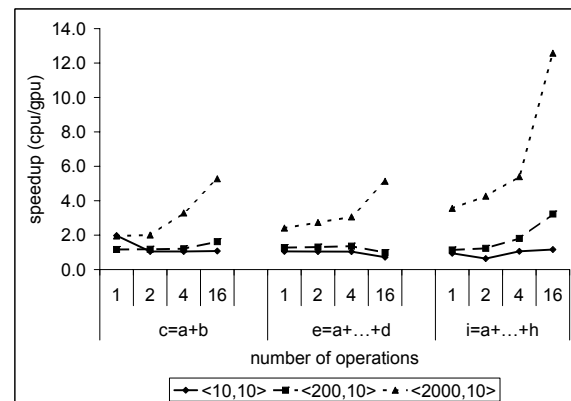 speedup (cpu/gpu)
14.0
12.0
10.0
8.0
6.0
4.0
2.0
0.0
1 2 4 16 1 2 4 16 1 2 4 16
c=a+b e=a+…+d i=a+…+h
number of operations
<10,10> <200,10> <2000,10>